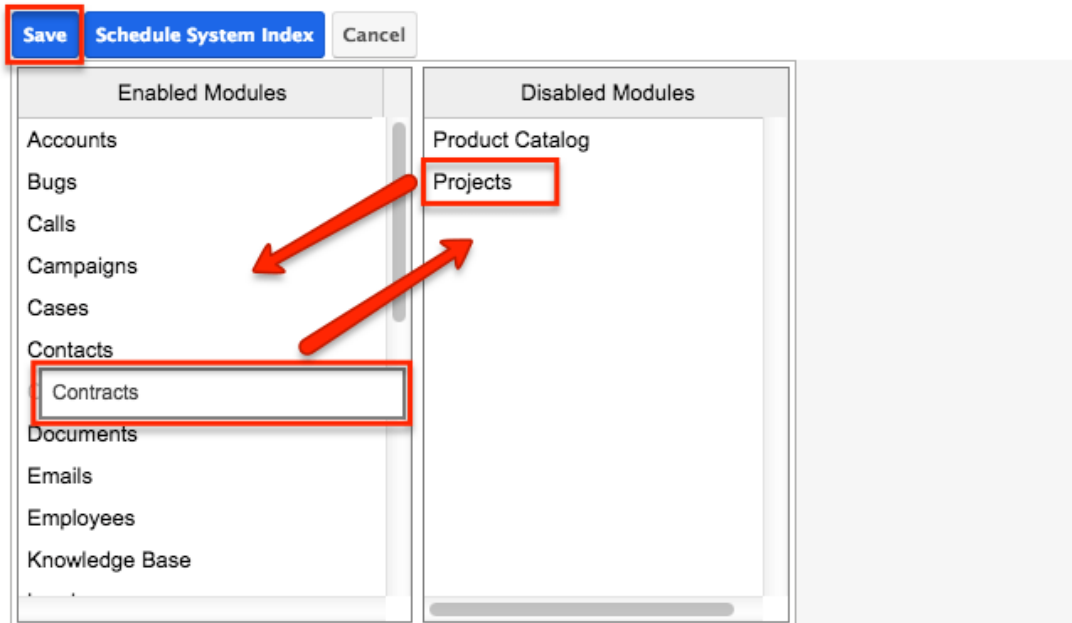 Save Schedule System Index Cancel
Enabled Modules Disabled Modules
Accounts Product Catalog
Bugs Projects
Calls
Campaigns
Cases
Contacts
Contracts
Documents
Emails
Employees
Knowledge Base